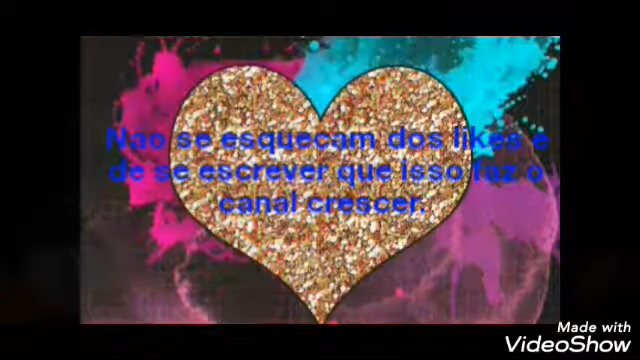 Nao se esquecam dos likes e
de se escrever que isso faz o
canal crescer.
Made with
VideoShow